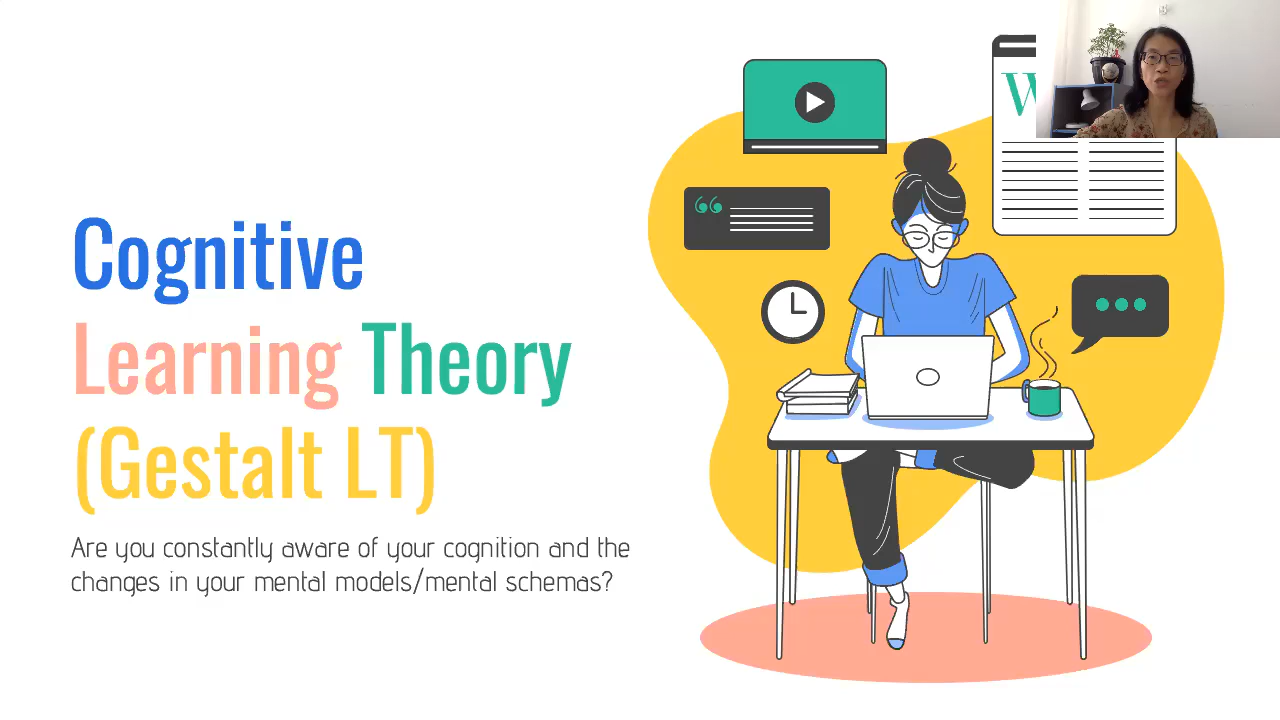 Cognitive
Learning Theory
(Gestalt LT)
Are you constantly aware of your cognition and the
changes in your mental models/mental schemas?